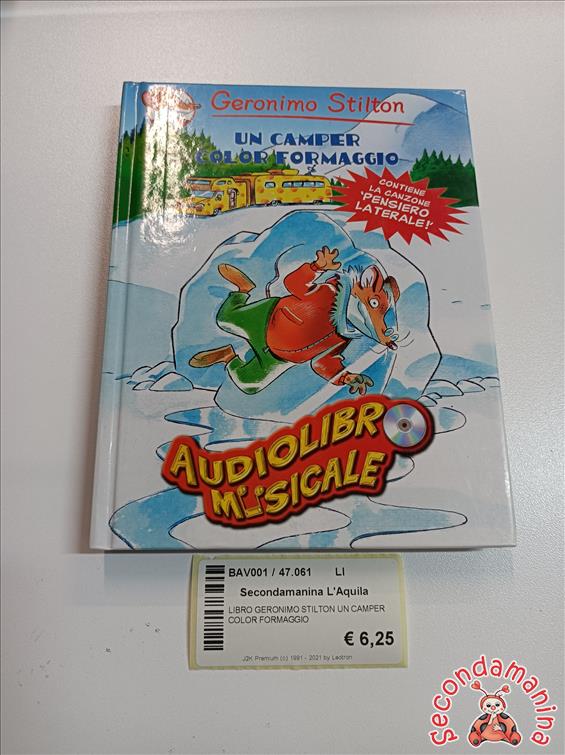 Secondamanina
Geronimo Stilton
UN CAMPER
COLOR FORMAGGIO
CONTIENE
LA CANZONE
'PENSIERO
LATERALE!'
AUDIOLIBRO
MUSICALE
BAV001 / 47.061 LI
Secondamanina L'Aquila
LIBRO GERONIMO STILTON UN CAMPER
COLOR FORMAGGIO
€ 6,25
J2K Premium (c) 1991 - 2021 by Leotron
Secondamanina